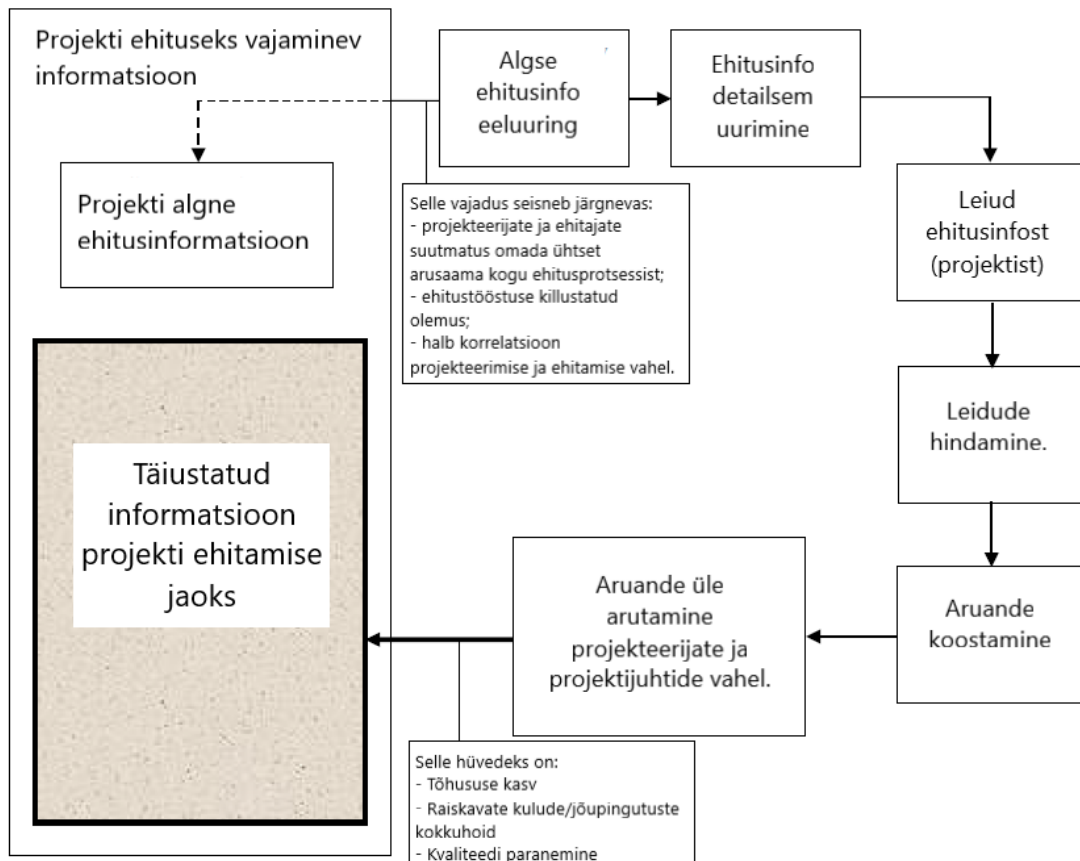 Projekti ehituseks vajaminev
informatsioon
Projekti algne
ehitusinformatsioon
Algse
ehitusinfo
eeluuring
Ehitusinfo
detailsem
uurimine
Selle vajadus seisneb järgnevas:
- projekteerijate ja ehitajate
suutmatus omada ühtset
arusaama kogu ehitusprotsessist;
- ehitustööstuse killustatud
olemus;
- halb korrelatsioon
projekteerimise ja ehitamise vahel.
Leiud
ehitusinfost
(projektist)
Leidude
hindamine.
Aruande
koostamine
Aruande üle
arutamine
projekteerijate ja
projektijuhtide vahel.
Täiustatud
informatsioon
projekti ehitamise
jaoks
Selle hüvedeks on:
- Tõhususe kasv
- Raiskavate kulude/jõupingutuste
kokkuhoid
- Kvaliteedi paranemine